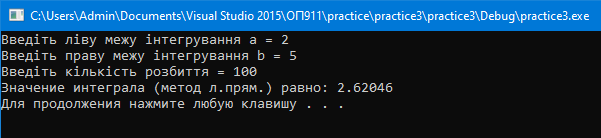 C:\Users\Admin\Documents\Visual Studio 2015\ОП911\practice\practice3\practice3\Debug\practice3.exe
Введіть ліву межу інтегрування a = 2
Введіть праву межу інтегрування b = 5
Введіть кількість розбиття = 100
Значение интеграла (метод л.прям.) равно: 2.62046
Для продолжения нажмите любую клавишу . . .